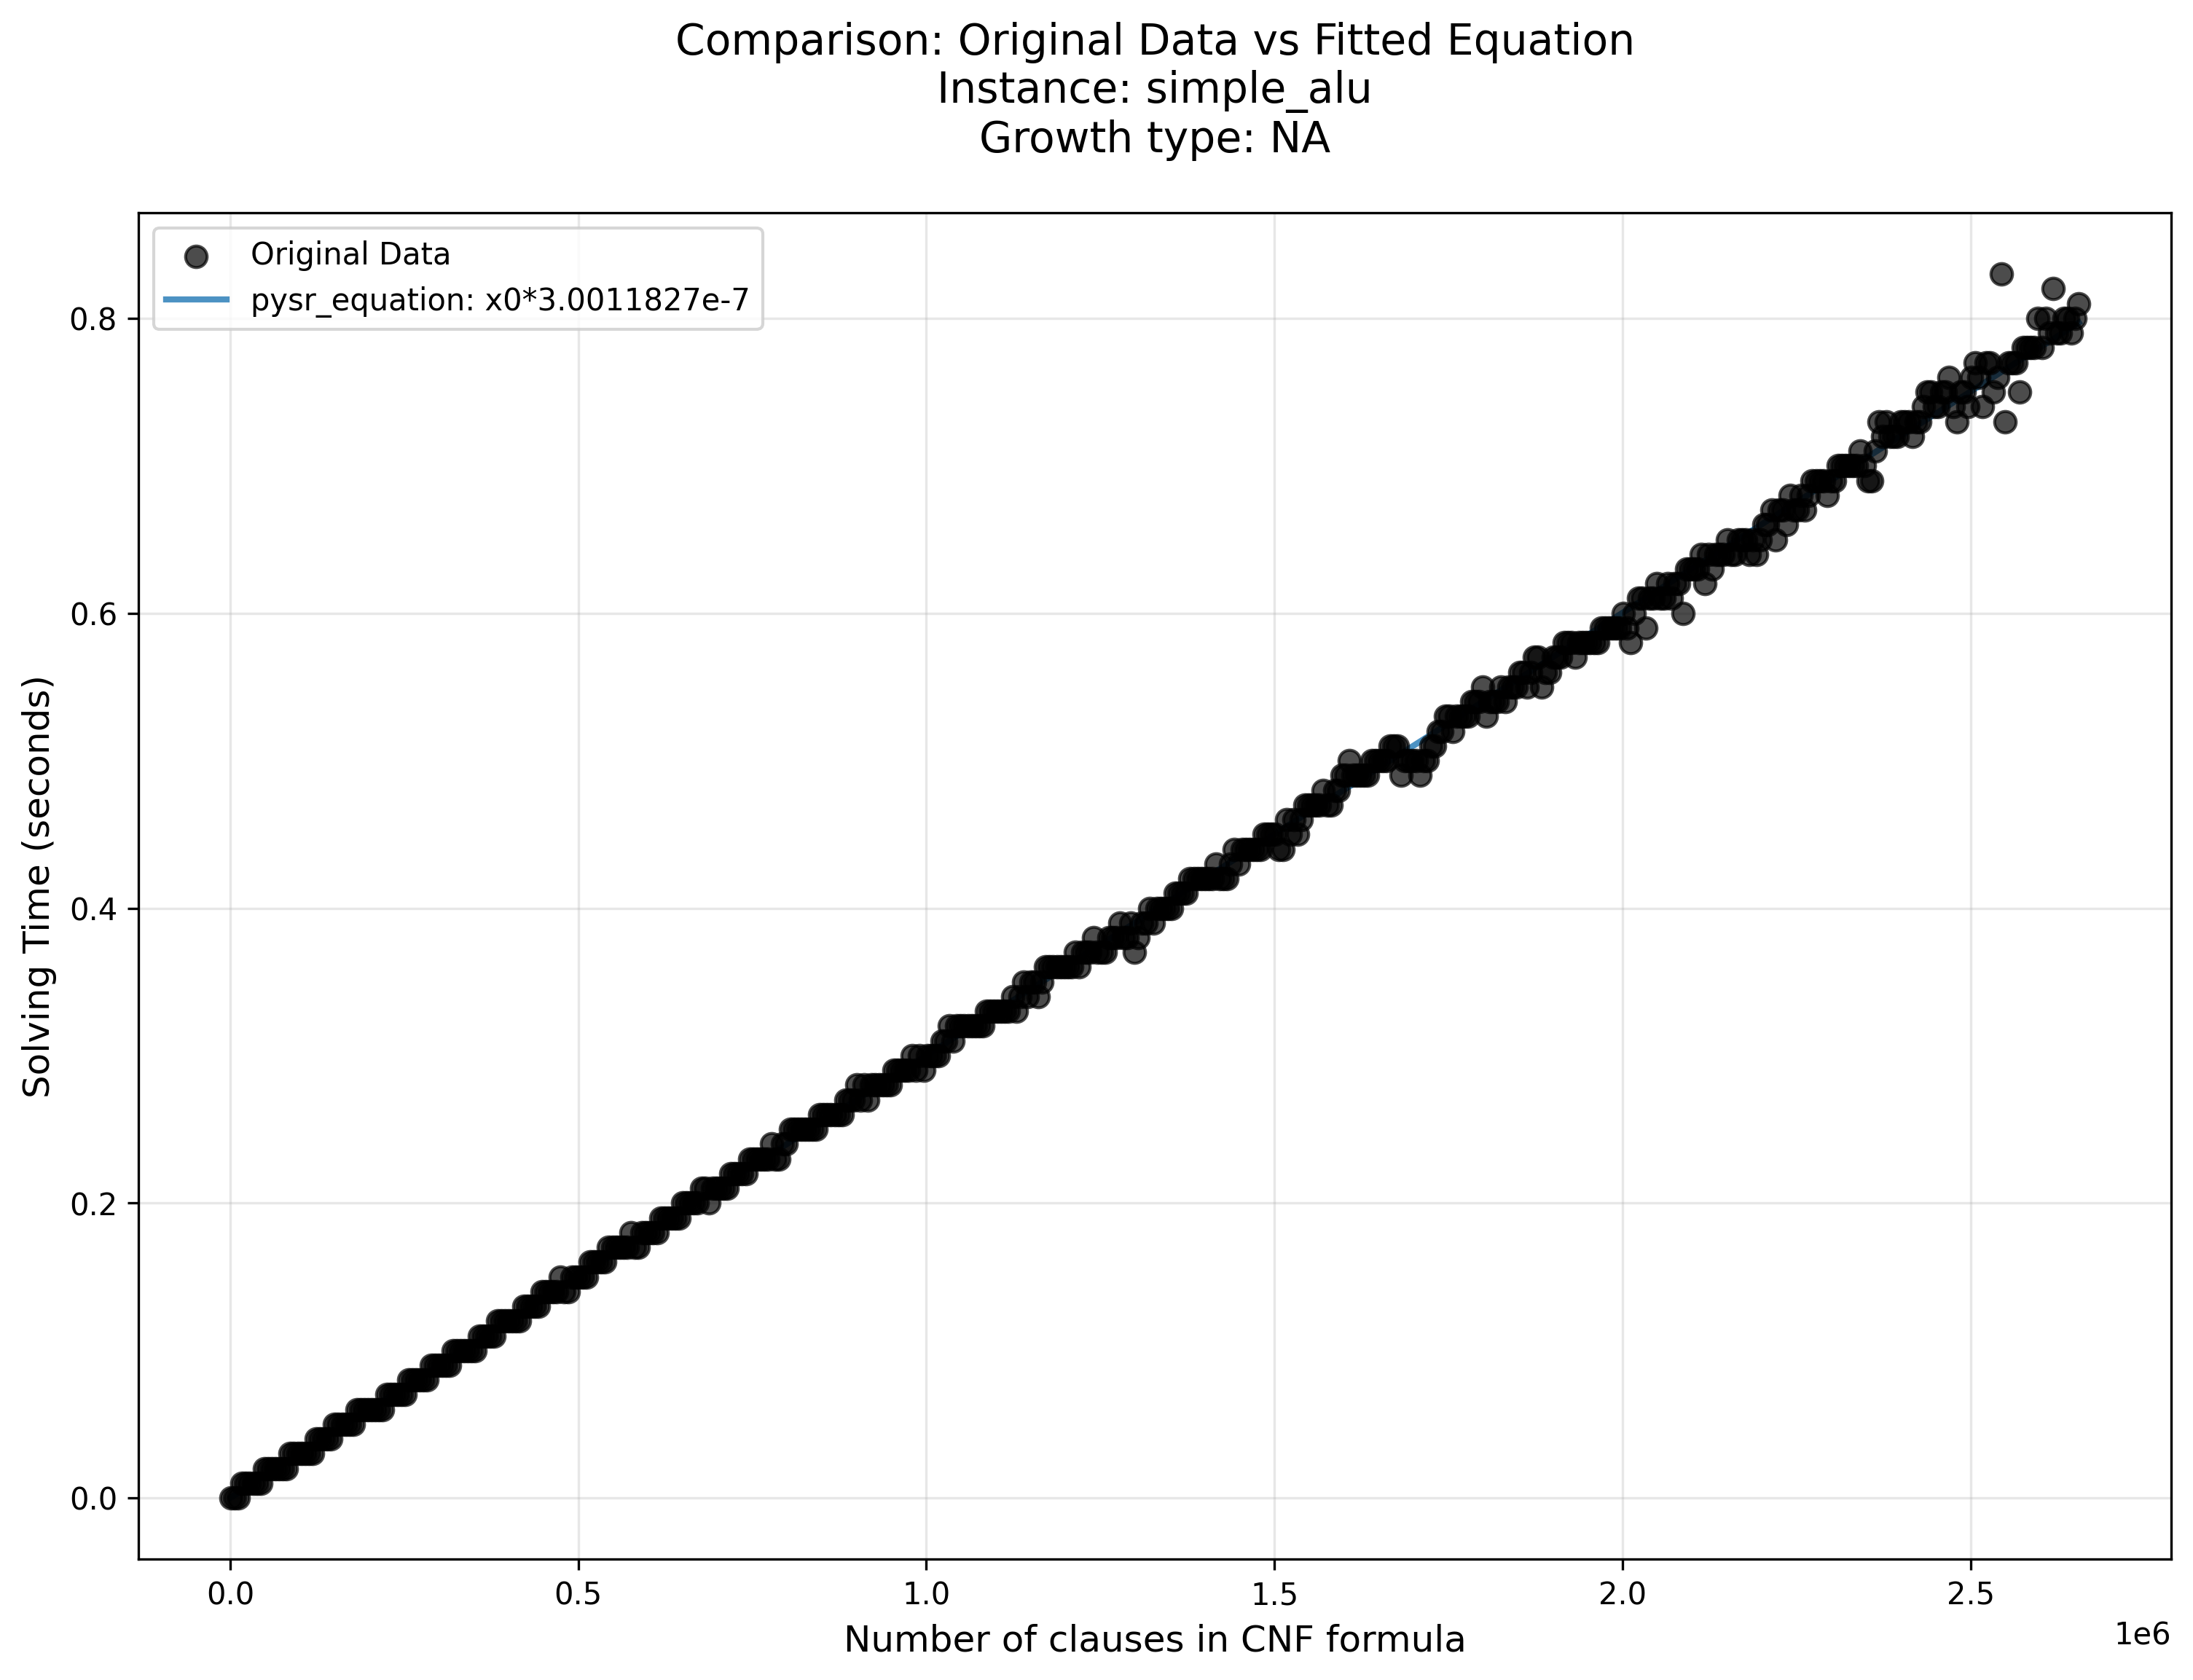 Comparison: Original Data vs Fitted Equation
Instance: simple_alu
Growth type: NA
Original Data
pysr_equation: x0*3.0011827e-7
0.8
0.6
0.4
0.2
0.0
Solving Time (seconds)
0.0 0.5 1.0 1.5 2.0 2.5
1e6
Number of clauses in CNF formula